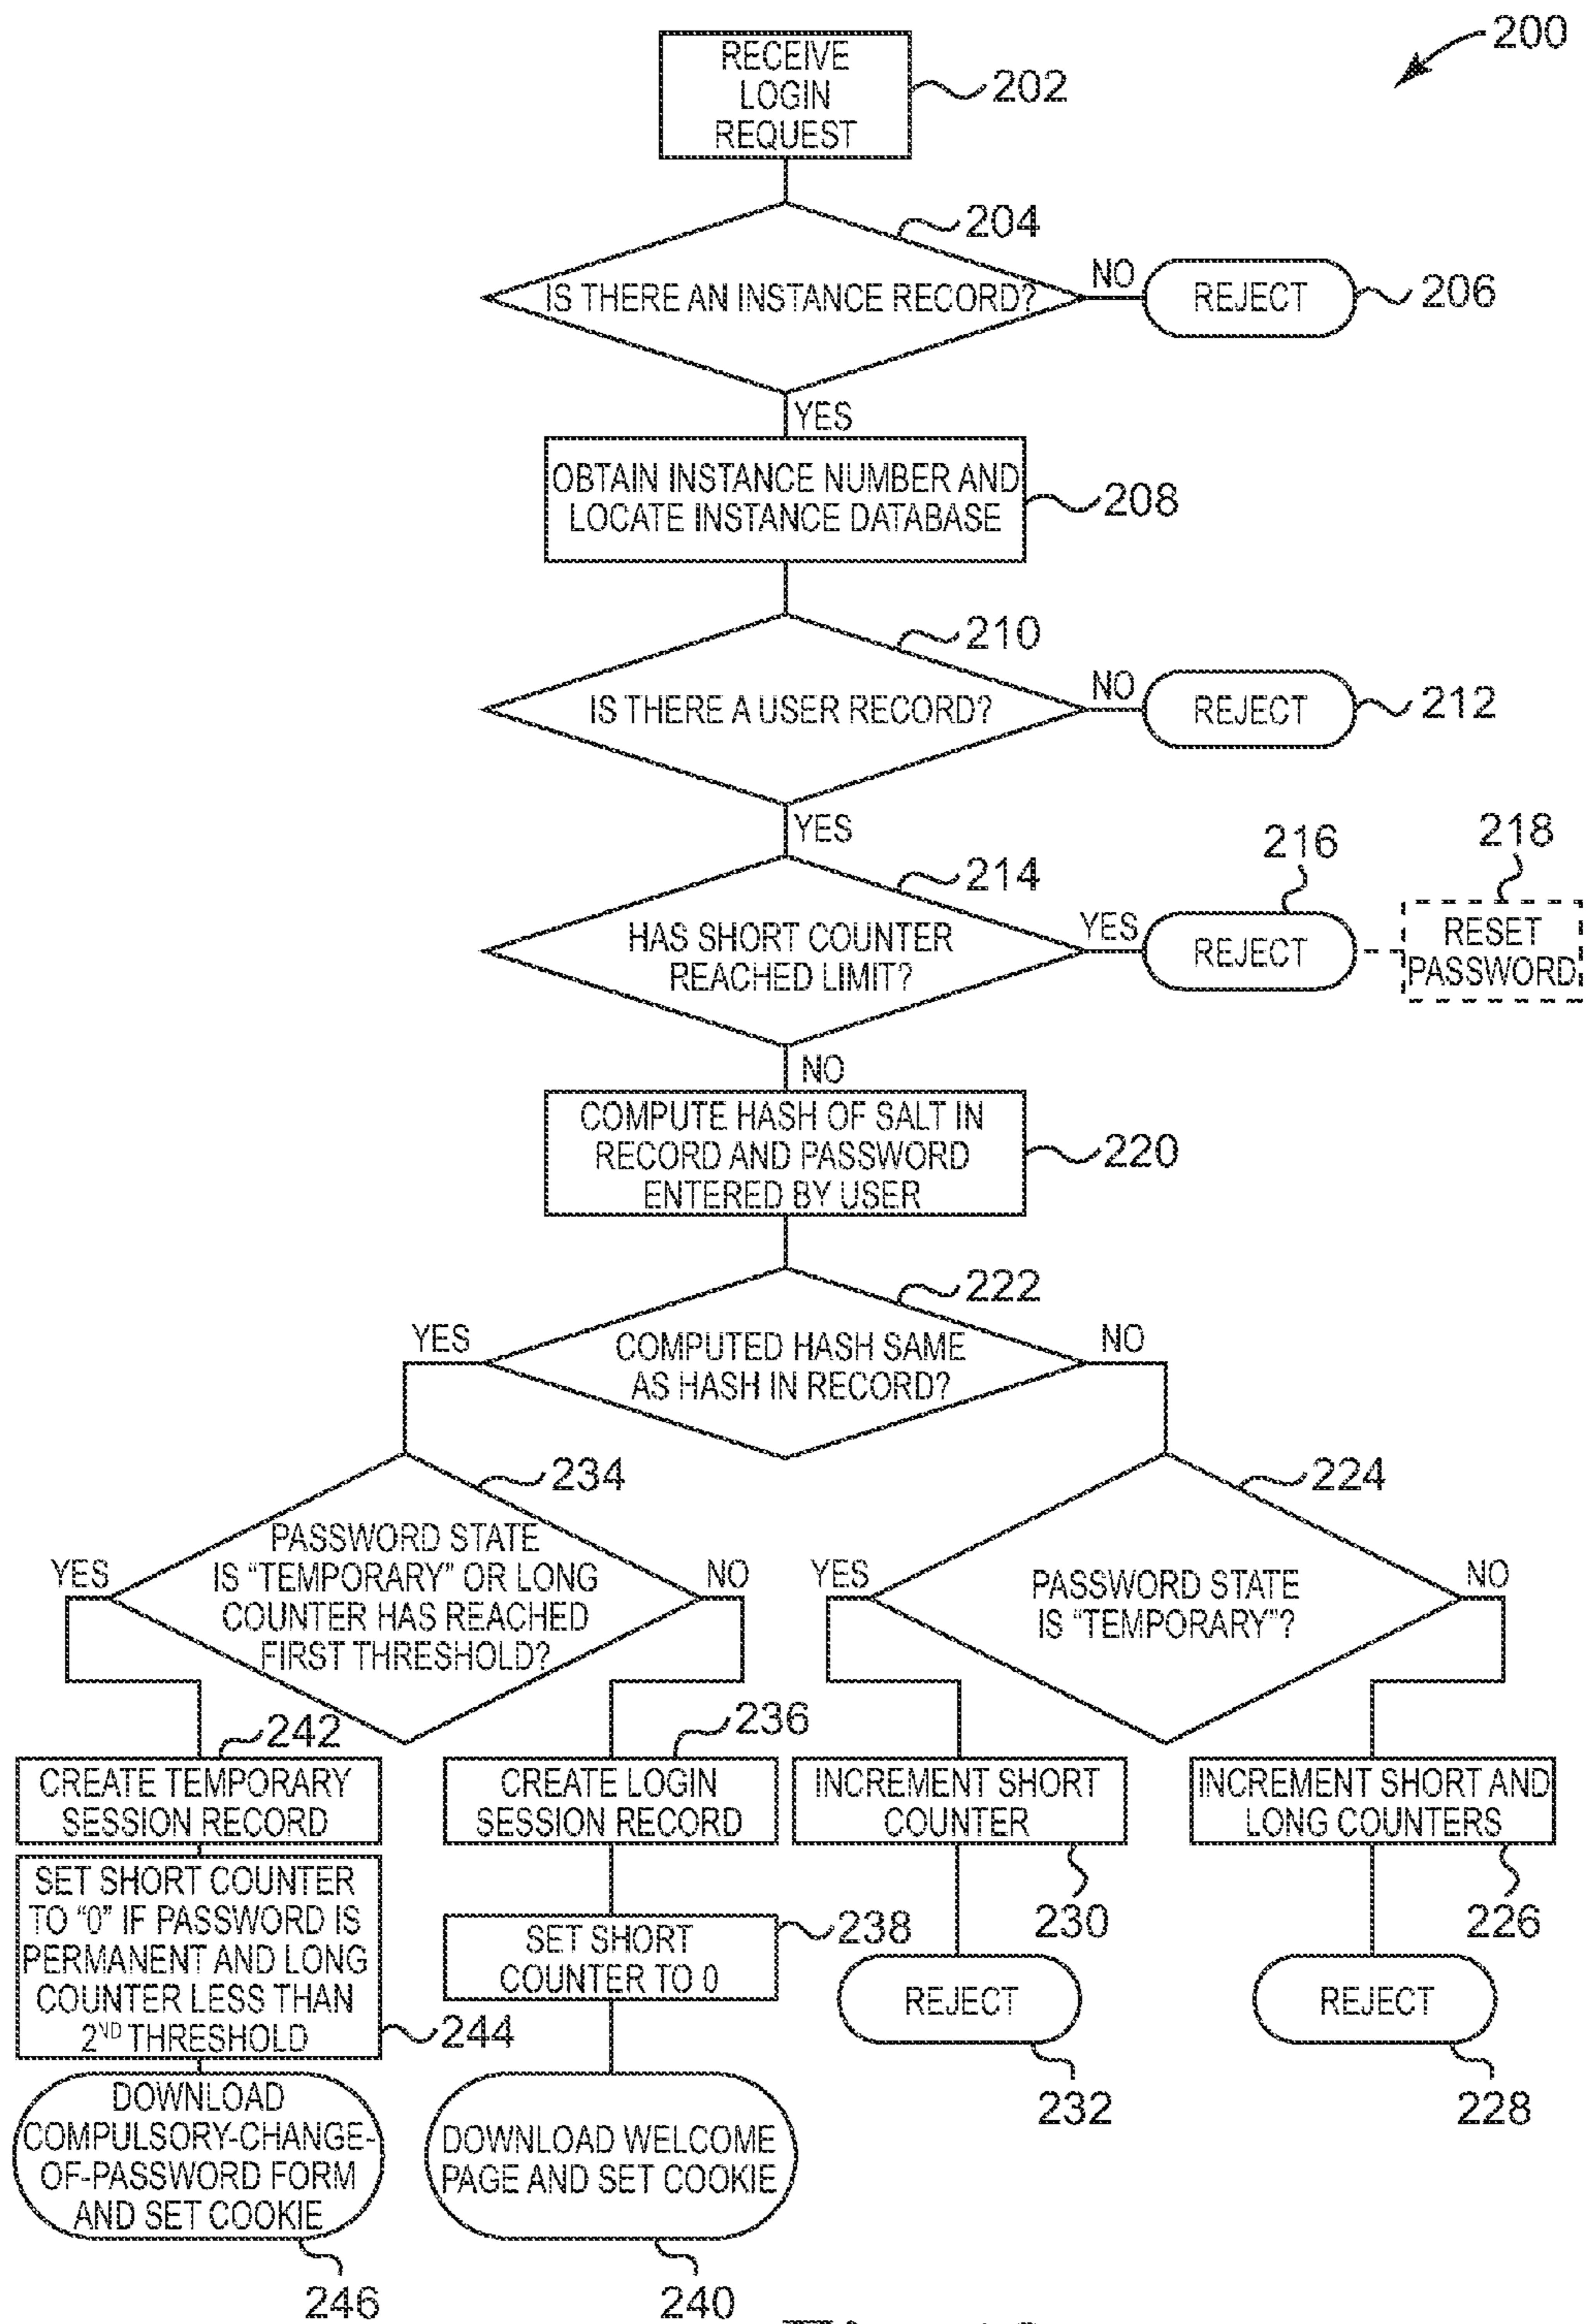 200
RECEIVE
LOGIN
REQUEST
202
204
IS THERE AN INSTANCE RECORD?
NO
REJECT
206
YES
OBTAIN INSTANCE NUMBER AND
LOCATE INSTANCE DATABASE
208
210
IS THERE A USER RECORD?
NO
REJECT
212
YES
214
HAS SHORT COUNTER
REACHED LIMIT?
YES
216
REJECT
218
RESET
PASSWORD
NO
COMPUTE HASH OF SALT IN
RECORD AND PASSWORD
ENTERED BY USER
220
222
COMPUTED HASH SAME
AS HASH IN RECORD?
YES
NO
234
PASSWORD STATE
IS “TEMPORARY” OR LONG
COUNTER HAS REACHED
FIRST THRESHOLD?
YES
NO
224
PASSWORD STATE
IS “TEMPORARY”?
YES
NO
242
CREATE TEMPORARY
SESSION RECORD
236
CREATE LOGIN
SESSION RECORD
INCREMENT SHORT
COUNTER
230
INCREMENT SHORT AND
LONG COUNTERS
226
SET SHORT COUNTER
TO “0” IF PASSWORD IS
PERMANENT AND LONG
COUNTER LESS THAN
2ND THRESHOLD
244
SET SHORT
COUNTER TO 0
238
REJECT
232
REJECT
228
DOWNLOAD
COMPULSORY-CHANGE-
OF-PASSWORD FORM
AND SET COOKIE
246
DOWNLOAD WELCOME
PAGE AND SET COOKIE
240